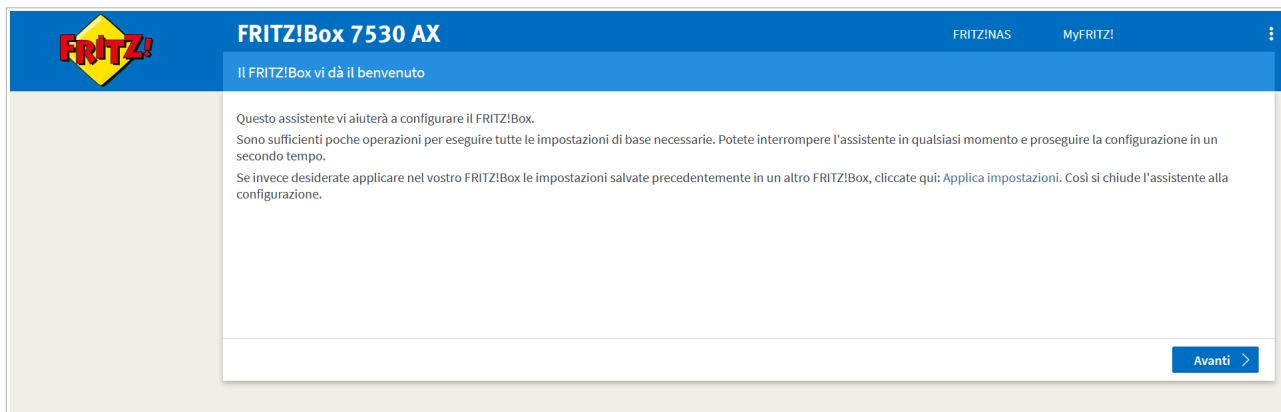 FRITZ!
FRITZ!Box 7530 AX
FRITZ!NAS
MyFRITZ!
Il FRITZ!Box vi dà il benvenuto
Questo assistente vi aiuterà a configurare il FRITZ!Box.
Sono sufficienti poche operazioni per eseguire tutte le impostazioni di base necessarie. Potete interrompere l'assistente in qualsiasi momento e proseguire la configurazione in un
secondo tempo.
Se invece desiderate applicare nel vostro FRITZ!Box le impostazioni salvate precedentemente in un altro FRITZ!Box, cliccate qui: Applica impostazioni. Così si chiude l'assistente alla
configurazione.
Avanti